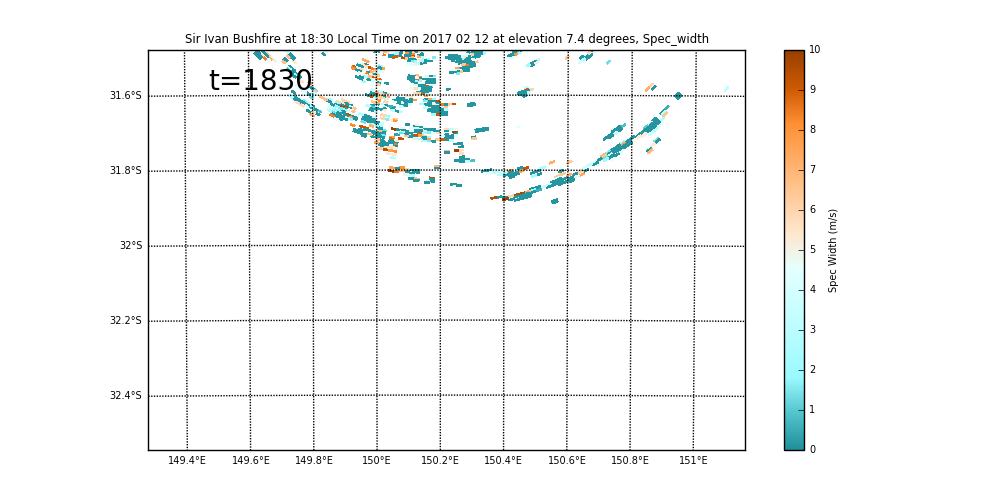 Sir Ivan Bushfire at 18:30 Local Time on 2017 02 12 at elevation 7.4 degrees, Spec_width
t=1830
31.6°S
31.8°S
32°S
32.2°S
32.4°S
149.4°E 149.6°E 149.8°E 150°E 150.2°E 150.4°E 150.6°E 150.8°E 151°E
10
9
8
7
6
5
4
3
2
1
0
Spec Width (m/s)